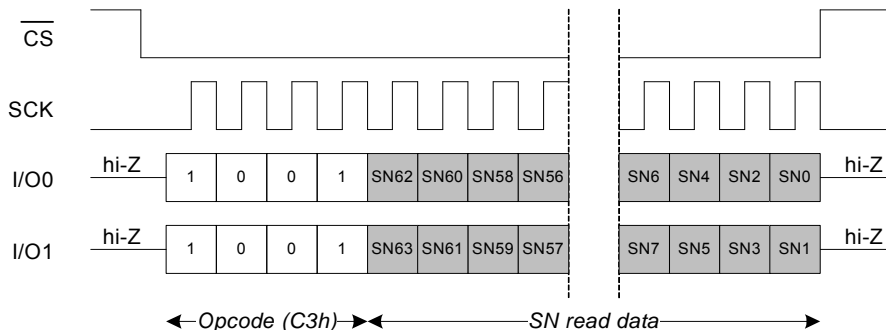 CS
SCK
hi-Z hi-Z
I/O0 1 0 0 1 SN62 SN60 SN58 SN56 SN6 SN4 SN2 SN0
hi-Z hi-Z
I/O1 1 0 0 1 SN63 SN61 SN59 SN57 SN7 SN5 SN3 SN1
Opcode (C3h) SN read data